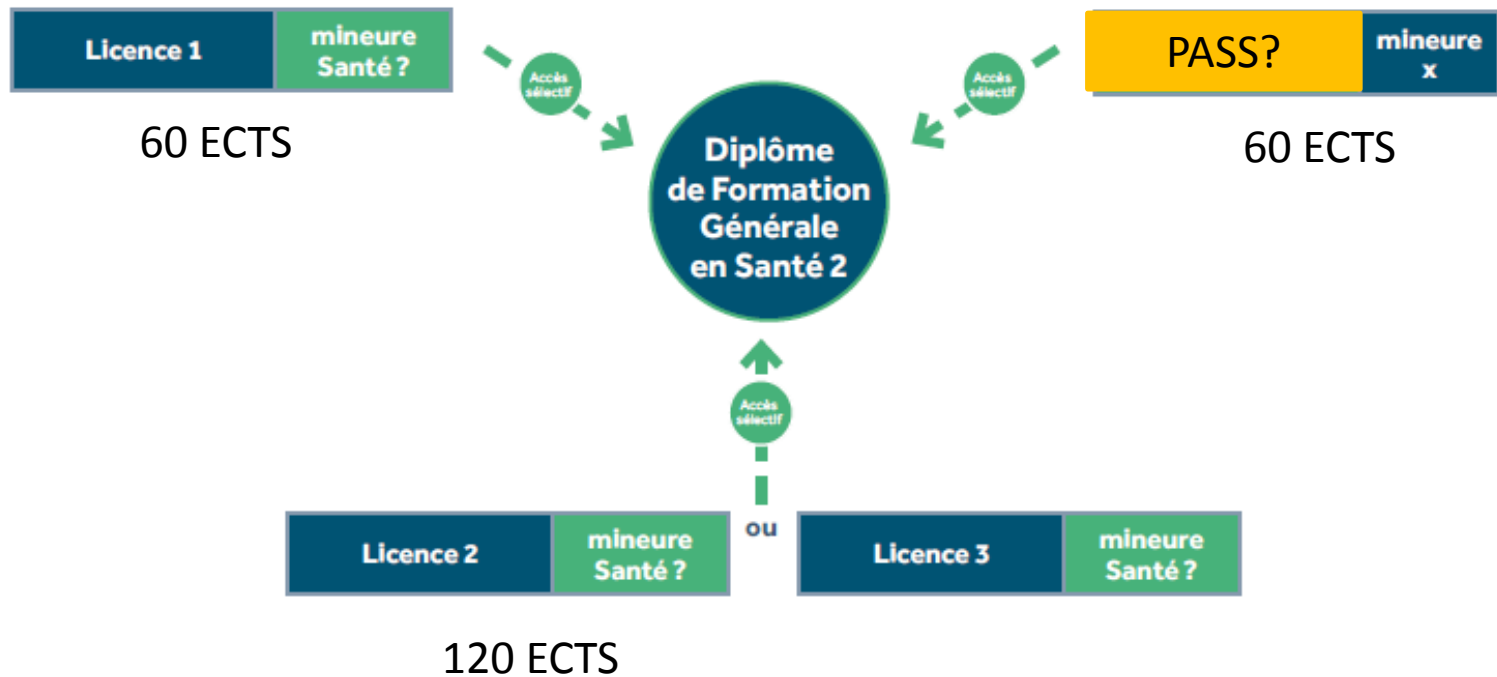 Licence 1
mineure
Santé ?
60 ECTS
Accès
sélectif
Accès
sélectif
PASS?
mineure
x
60 ECTS
Diplôme
de Formation
Générale
en Santé 2
Accès
sélectif
Licence 2
mineure
Santé ?
ou
Licence 3
mineure
Santé ?
120 ECTS